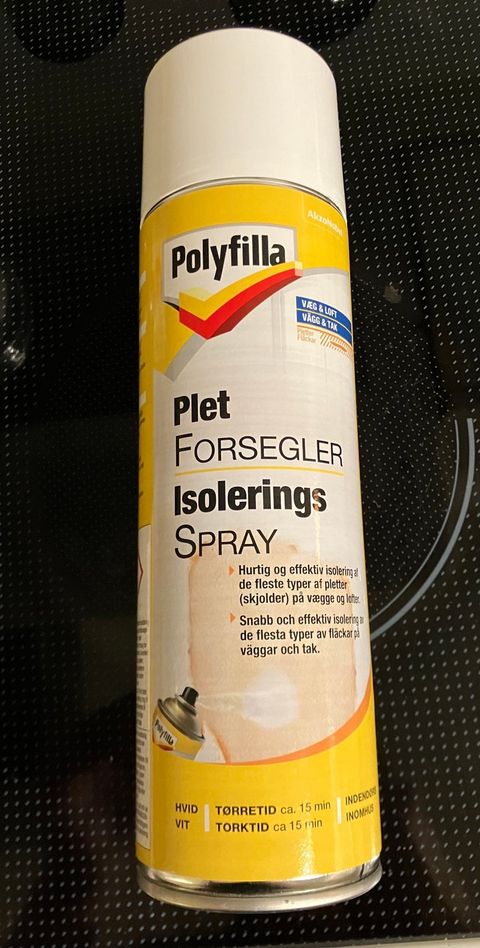 AkzoNobel
Polyfilla
VÆG & LOFT
VÄGG & TAK
Pletter
Fläckar
Plet
FORSEGLER
Isolerings
SPRAY
Hurtig og effektiv isolering af
de fleste typer af pletter
(skjolder) på vægge og lofter.
Snabb och effektiv isolering av
de flesta typer av fläckar på
väggar och tak.
Polyfilla
HVID
VIT
TØRRETID ca. 15 min
TORKTID ca 15 min
INDENDØRS
INOMHUS